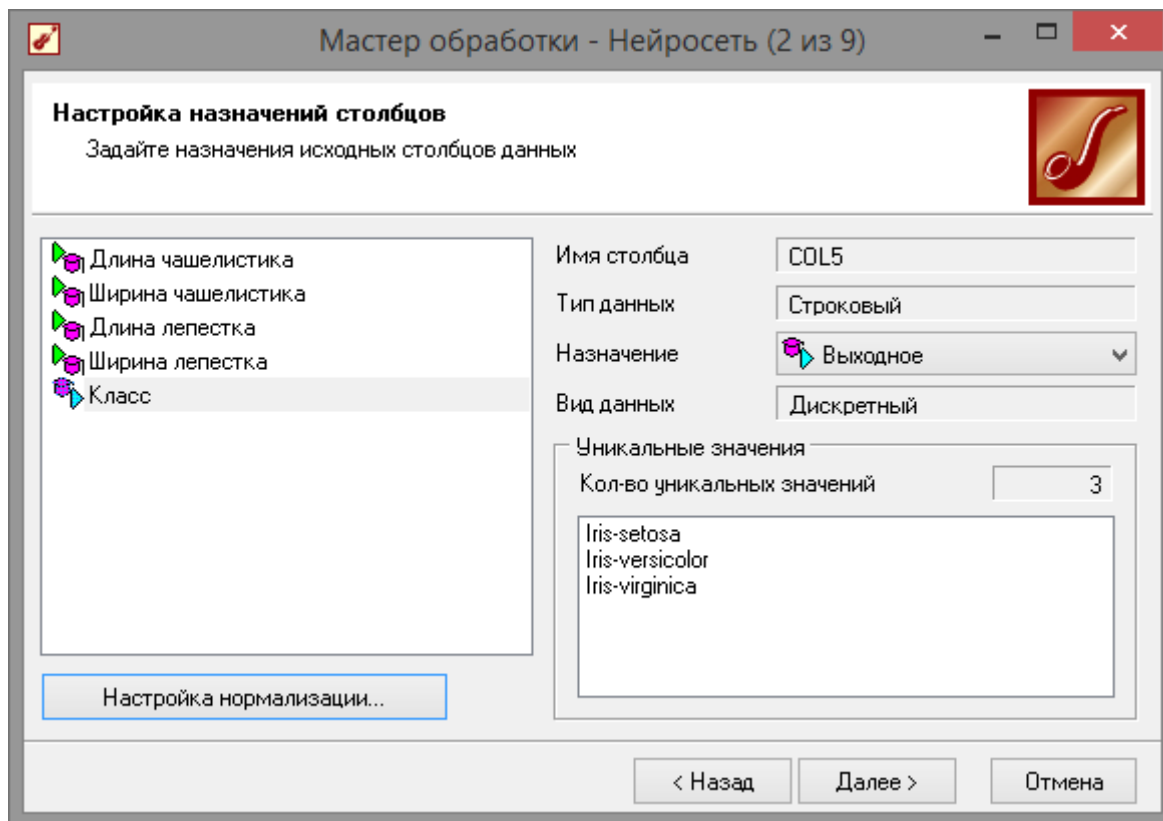 Мастер обработки - Нейросеть (2 из 9)
Настройка назначений столбцов
Задайте назначения исходных столбцов данных
Длина чашелистика
Ширина чашелистика
Длина лепестка
Ширина лепестка
Класс
Настройка нормализации...
Имя столбца COL5
Тип данных Строковый
Назначение Выходное
Вид данных Дискретный
Уникальные значения
Кол-во уникальных значений 3
Iris-setosa
Iris-versicolor
Iris-virginica
< Назад Далее > Отмена